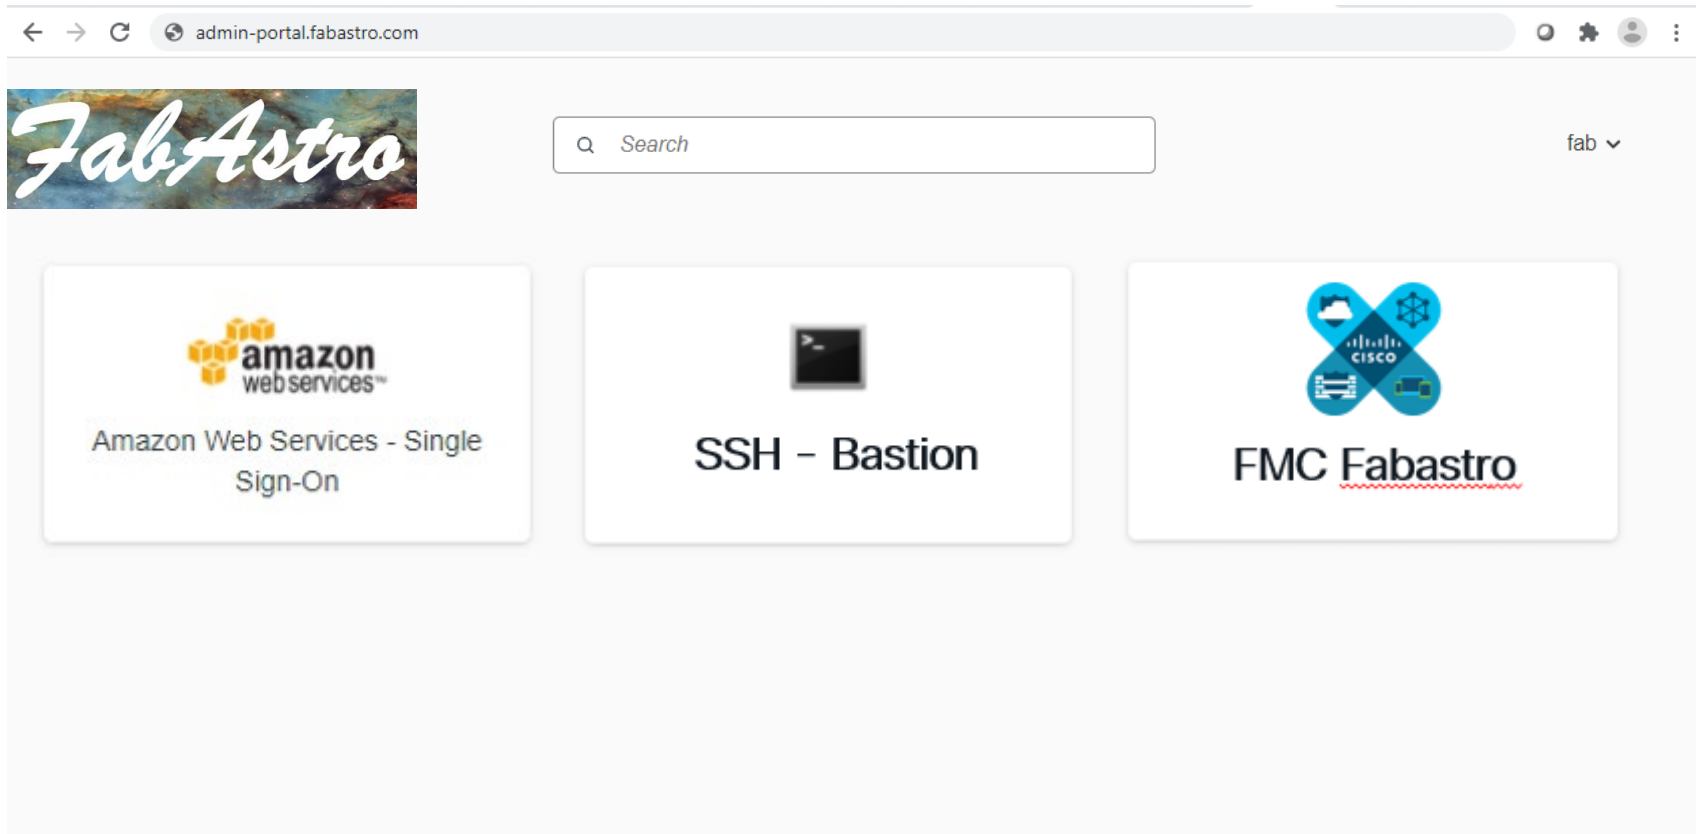 admin-portal.fabastro.com
FabAstro
Search
fab
amazon
webservices™
Amazon Web Services - Single
Sign-On
>_
SSH - Bastion
CISCO
FMC Fabastro